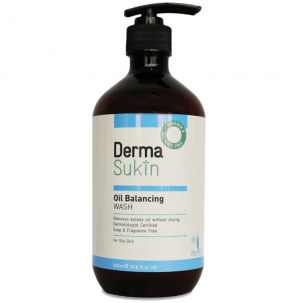 Derma
Sukin
Oil Balancing
WASH
Removes excess oil without drying
Dermatologist Certified
Soap & Fragrance Free
For Oily Skin